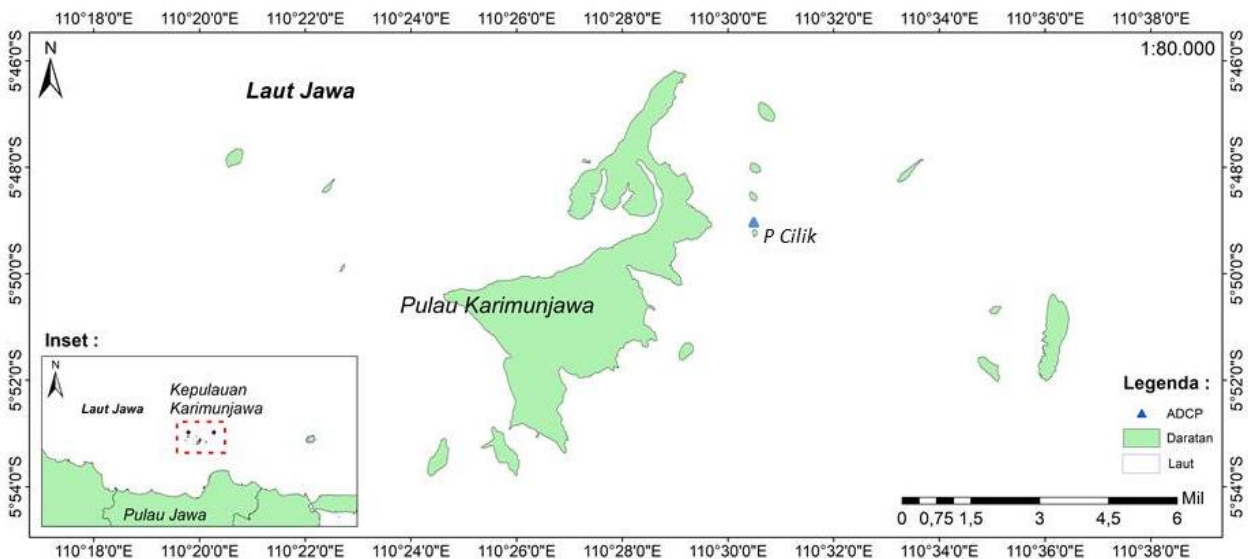 110°18'0"E 110°20'0"E 110°22'0"E 110°24'0"E 110°26'0"E 110°28'0"E 110°30'0"E 110°32'0"E 110°34'0"E 110°36'0"E 110°38'0"E
5°46'0"S
5°48'0"S
5°50'0"S
5°52'0"S
5°54'0"S
N
Laut Jawa
1:80.000
P Cilik
Pulau Karimunjawa
Inset :
N
Kepulauan
Karimunjawa
Laut Jawa
Pulau Jawa
Legenda :
ADCP
Daratan
Laut
Mil
0 0,75 1,5 3 4,5 6
5°46'0"S
5°48'0"S
5°50'0"S
5°52'0"S
5°54'0"S
110°18'0"E 110°20'0"E 110°22'0"E 110°24'0"E 110°26'0"E 110°28'0"E 110°30'0"E 110°32'0"E 110°34'0"E 110°36'0"E 110°38'0"E